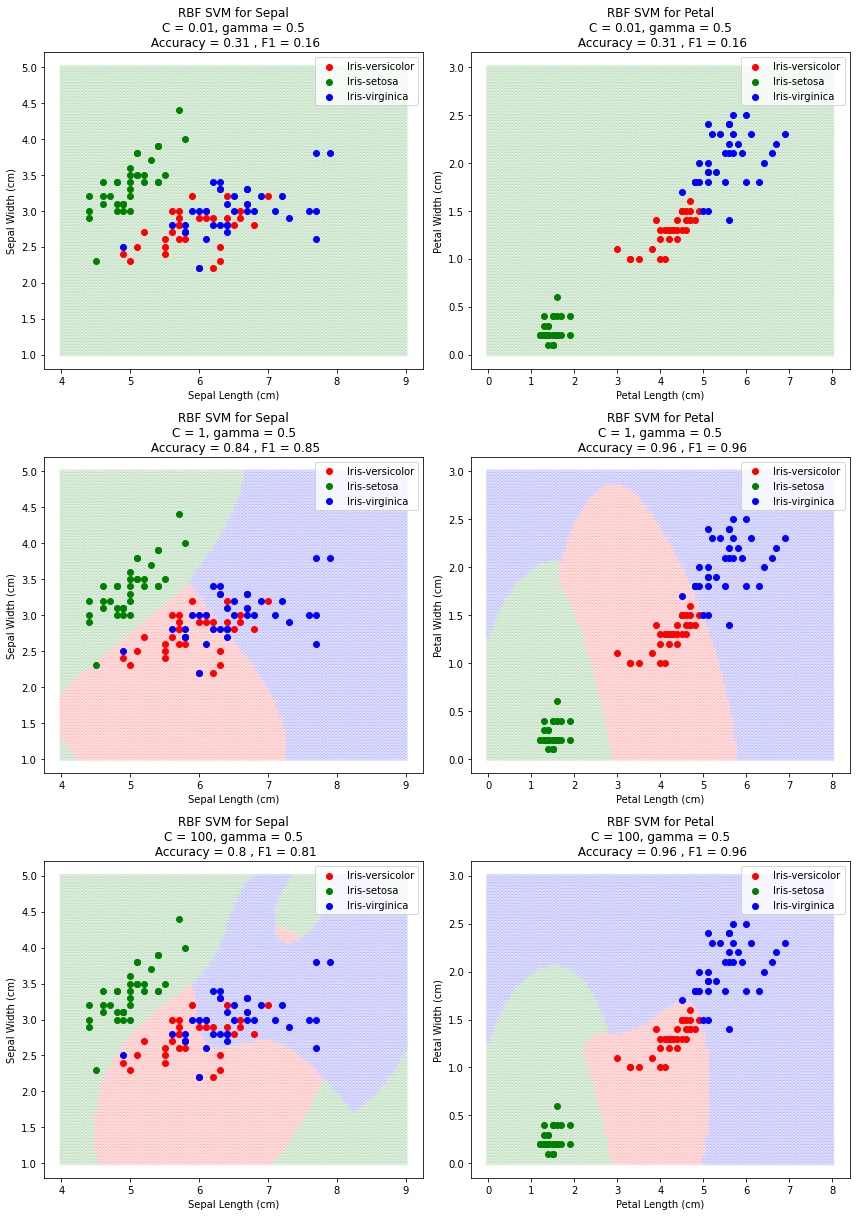 RBF SVM for Sepal
C = 0.01, gamma = 0.5
Accuracy = 0.31 , F1 = 0.16
Iris-versicolor
Iris-setosa
Iris-virginica
5.0
4.5
4.0
3.5
3.0
2.5
2.0
1.5
1.0
Sepal Width (cm)
4 5 6 7 8 9
Sepal Length (cm)
RBF SVM for Petal
C = 0.01, gamma = 0.5
Accuracy = 0.31 , F1 = 0.16
Iris-versicolor
Iris-setosa
Iris-virginica
3.0
2.5
2.0
1.5
1.0
0.5
0.0
Petal Width (cm)
0 1 2 3 4 5 6 7 8
Petal Length (cm)
RBF SVM for Sepal
C = 1, gamma = 0.5
Accuracy = 0.84 , F1 = 0.85
Iris-versicolor
Iris-setosa
Iris-virginica
5.0
4.5
4.0
3.5
3.0
2.5
2.0
1.5
1.0
Sepal Width (cm)
4 5 6 7 8 9
Sepal Length (cm)
RBF SVM for Petal
C = 1, gamma = 0.5
Accuracy = 0.96 , F1 = 0.96
Iris-versicolor
Iris-setosa
Iris-virginica
3.0
2.5
2.0
1.5
1.0
0.5
0.0
Petal Width (cm)
0 1 2 3 4 5 6 7 8
Petal Length (cm)
RBF SVM for Sepal
C = 100, gamma = 0.5
Accuracy = 0.8 , F1 = 0.81
Iris-versicolor
Iris-setosa
Iris-virginica
5.0
4.5
4.0
3.5
3.0
2.5
2.0
1.5
1.0
Sepal Width (cm)
4 5 6 7 8 9
Sepal Length (cm)
RBF SVM for Petal
C = 100, gamma = 0.5
Accuracy = 0.96 , F1 = 0.96
Iris-versicolor
Iris-setosa
Iris-virginica
3.0
2.5
2.0
1.5
1.0
0.5
0.0
Petal Width (cm)
0 1 2 3 4 5 6 7 8
Petal Length (cm)